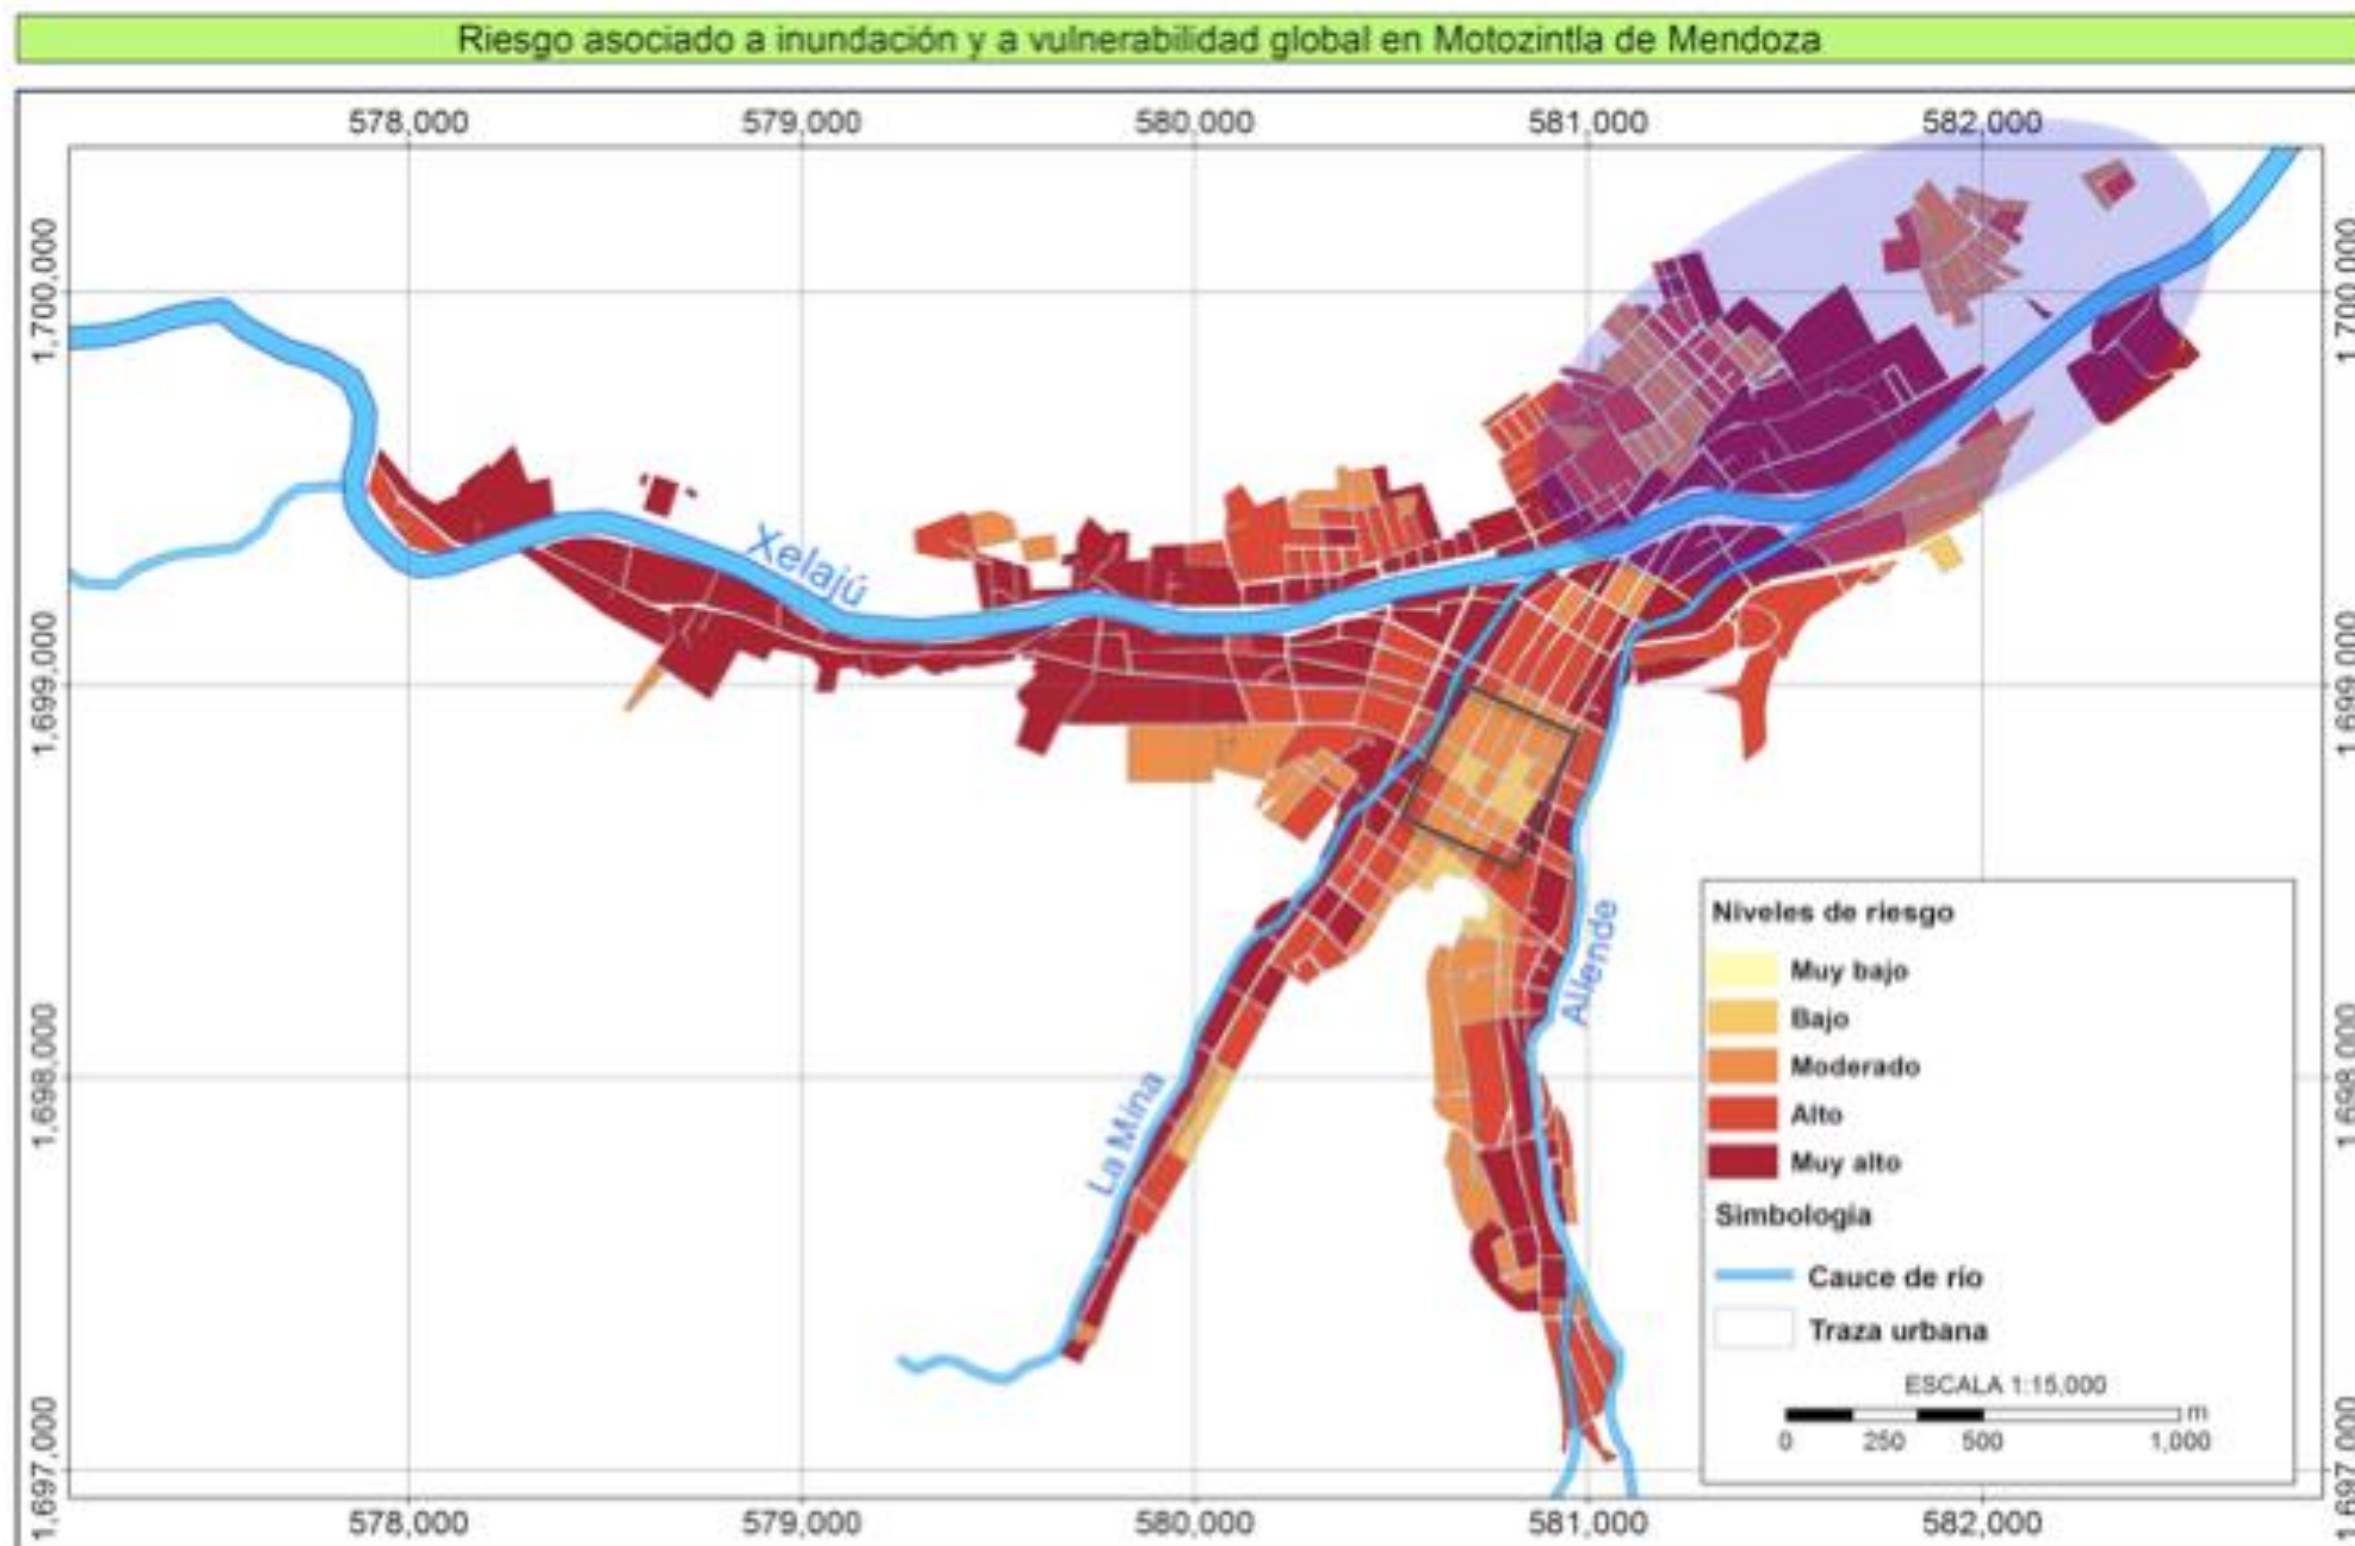 Riesgo asociado a inundación y a vulnerabilidad global en Motozintla de Mendoza
578,000 579,000 580,000 581,000 582,000
1,700,000 1,700,000
Xelajú
1,699,000 1,699,000
Allende
La Mina
1,698,000 1,698,000
Niveles de riesgo
Muy bajo
Bajo
Moderado
Alto
Muy alto
Simbologia
Cauce de río
Traza urbana
ESCALA 1:15,000
m
0 250 500 1,000
1,697,000 1,697,000
578,000 579,000 580,000 581,000 582,000